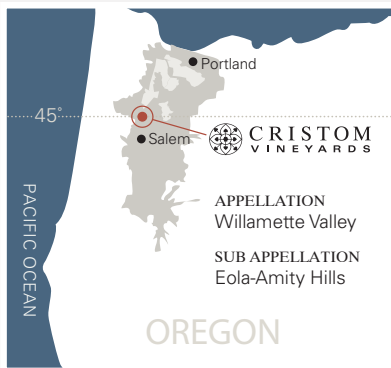 Portland
45°
Salem
CRISTOM
VINEYARDS
APPELLATION
Willamette Valley
SUB APPELLATION
Eola-Amity Hills
PACIFIC OCEAN
OREGON